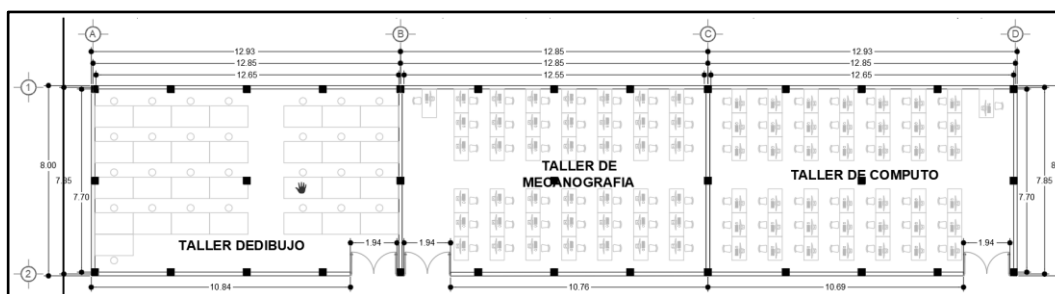 A B C D
12.93 12.85 12.93
12.85 12.85 12.85
12.65 12.55 12.65
1
8.00 7.85 7.70
TALLER DE
MECANOGRAFIA
TALLER DE COMPUTO
7.70 7.85
TALLER DEDIBUJO
1.94 1.94 1.94
2
10.84 10.76 10.69